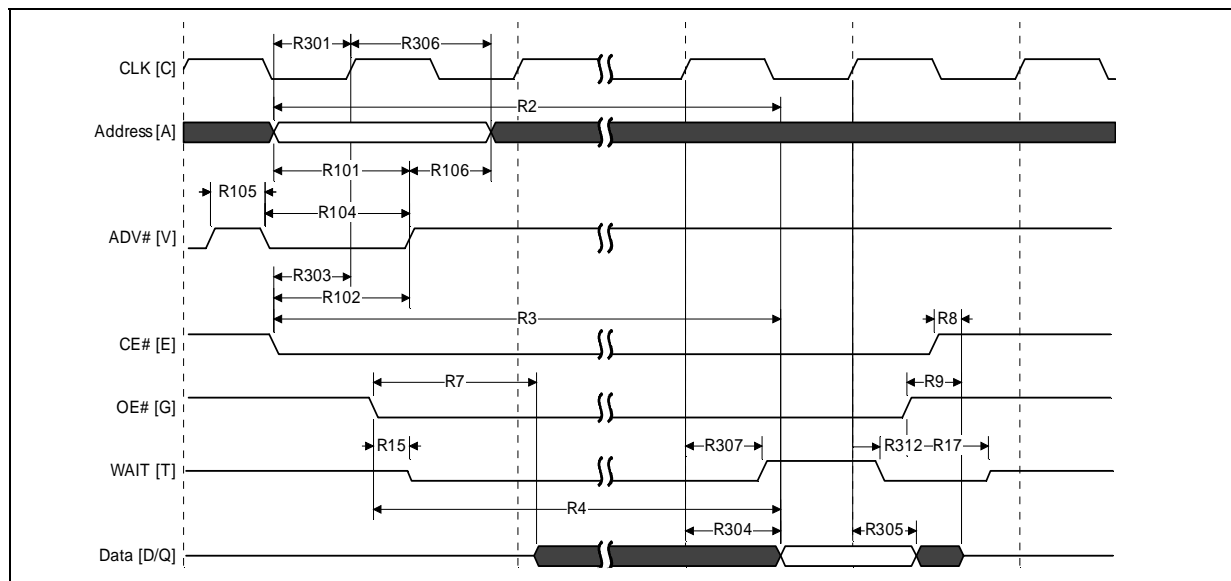 R301 R306
CLK [C]
R2
Address [A]
R101 R106
R105
R104
ADV# [V]
R303
R102
R3
R8
CE# [E]
R7
R9
OE# [G]
R15
R307
R312 R17
WAIT [T]
R4
R304
R305
Data [D/Q]